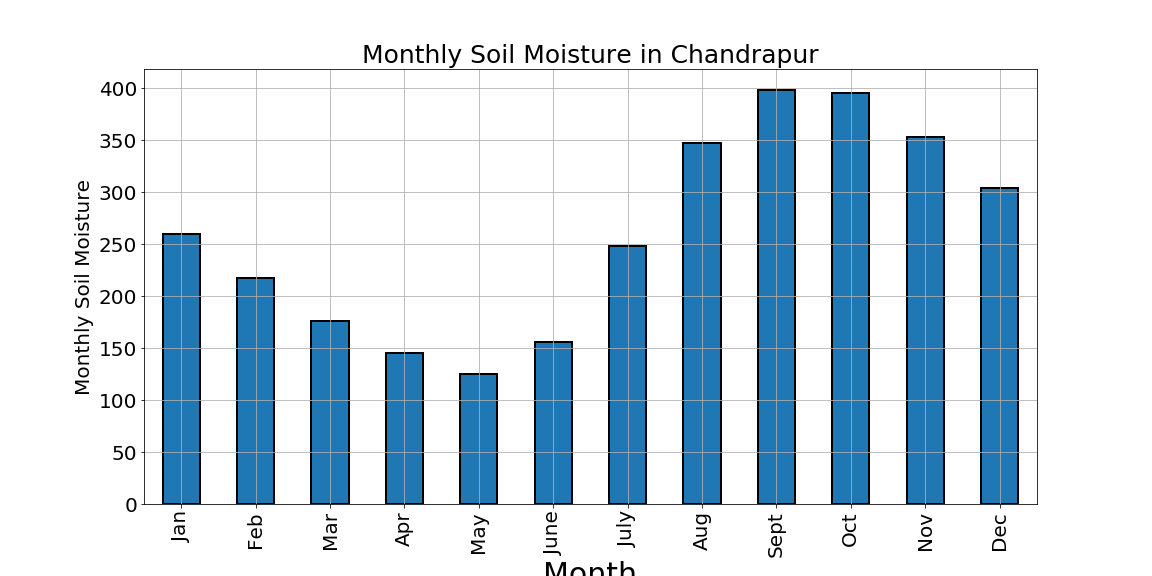 Monthly Soil Moisture in Chandrapur
Monthly Soil Moisture
400
350
300
250
200
150
100
50
0
Jan Feb Mar Apr May June July Aug Sept Oct Nov Dec
Month